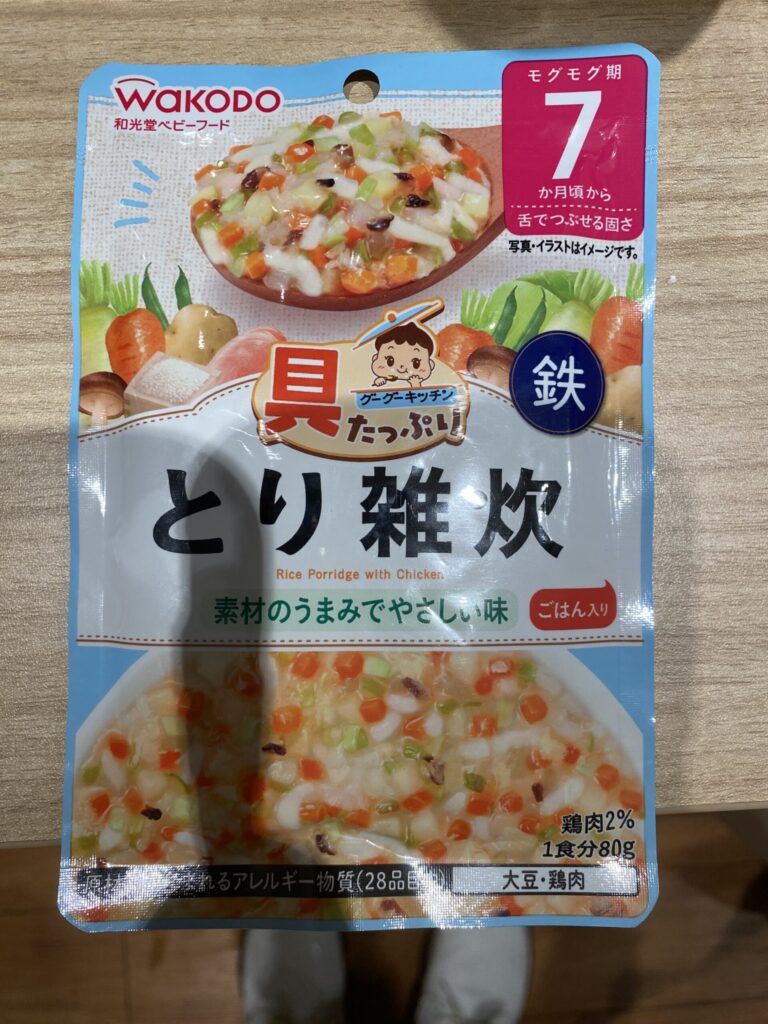 WaKODO
和光堂ベビーフード
モグモグ期
7
か月頃から
舌でつぶせる固さ
写真・イラストはイメージです。
鉄
グーグーキッチン
具たっぷり
とり雑炊
Rice Porridge with Chicken
素材のうまみでやさしい味
ごはん入り
鶏肉2%
1食分80g
まれるアレルギー物質(28品目
大豆・鶏肉